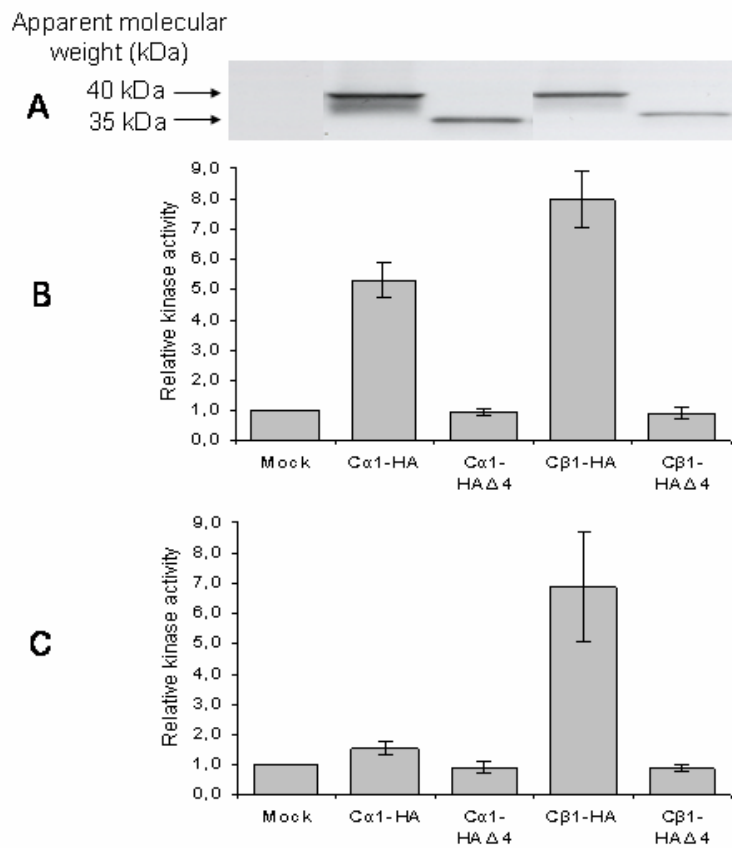 Apparent molecular
weight (kDa)
40 kDa
A
35 kDa
B
Relative kinase activity
9,0
8,0
7,0
6,0
5,0
4,0
3,0
2,0
1,0
0,0
Mock
Cα1-HA
Cα1-
HAΔ4
Cβ1-HA
Cβ1-
HAΔ4
C
Relative kinase activity
9,0
8,0
7,0
6,0
5,0
4,0
3,0
2,0
1,0
0,0
Mock
Cα1-HA
Cα1-
HAΔ4
Cβ1-HA
Cβ1-
HAΔ4